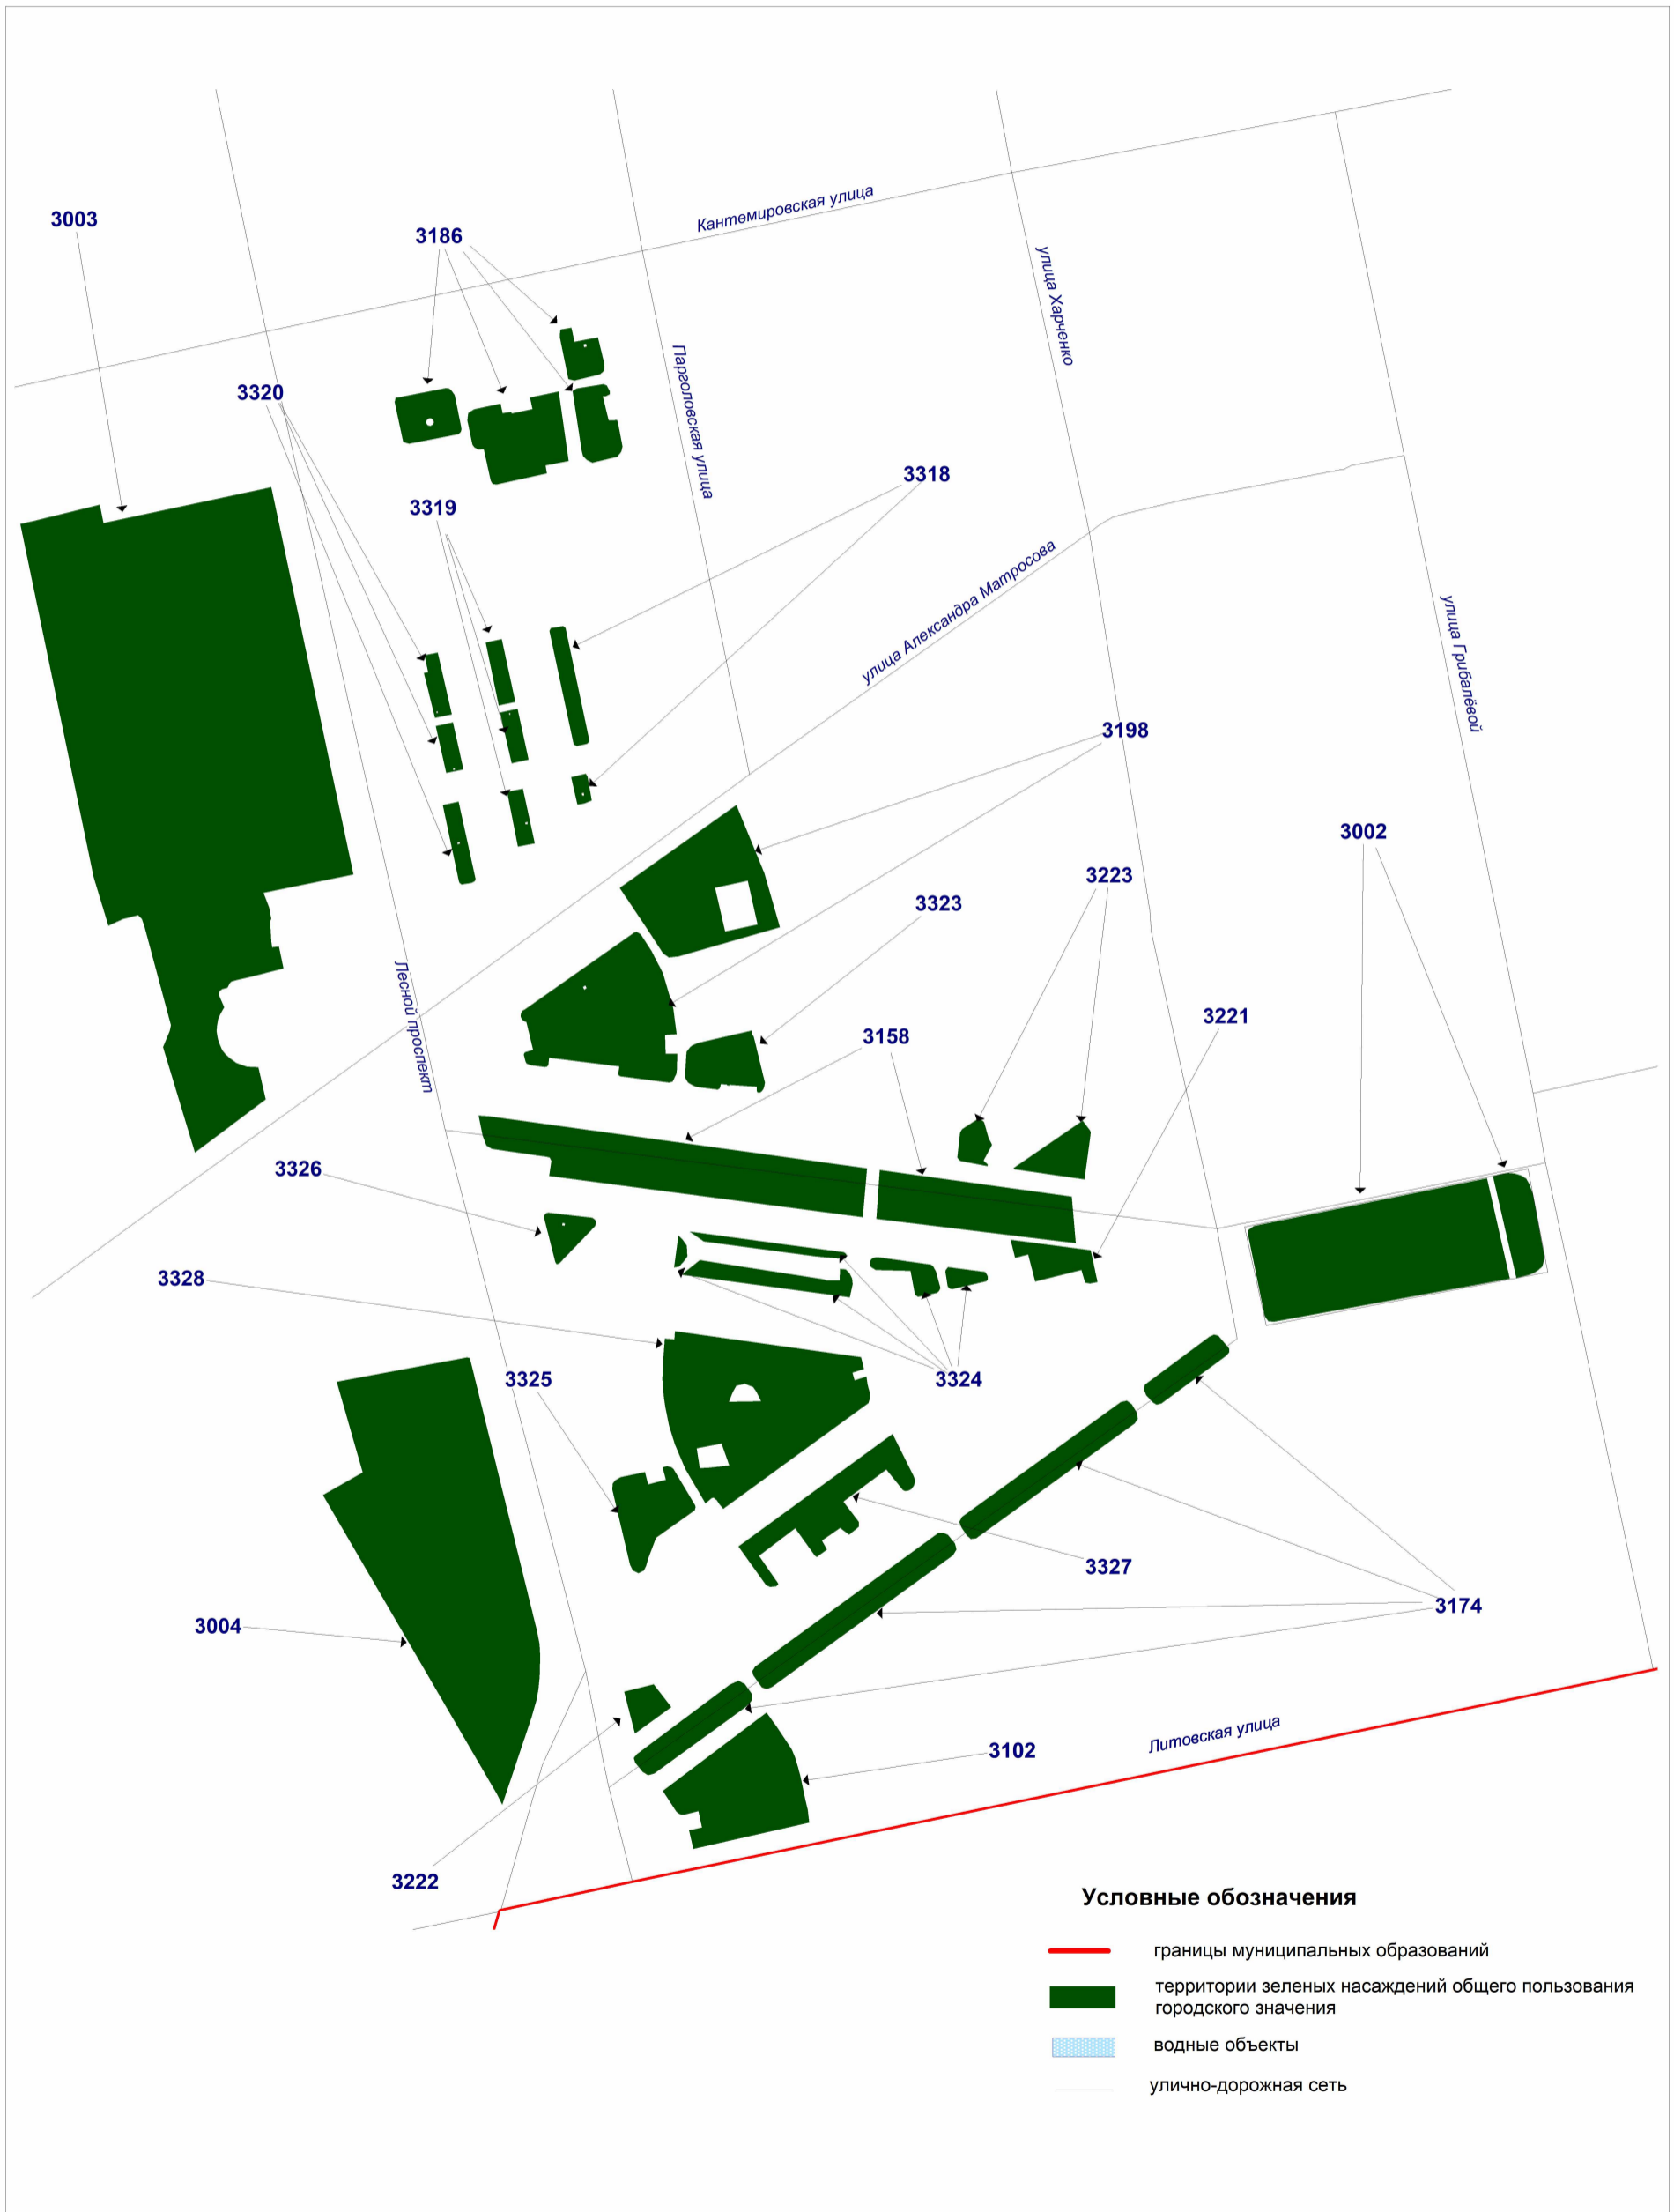 Кантемировская улица
3003
3186
улица Харченко
Парголовская улица
3320
3318
3319
улица Александра Матросова
улица Грибалёвой
3198
3002
3223
3323
Лесной проспект
3221
3158
3326
3328
3325
3324
3327
3174
3004
Литовская улица
3102
3222
Условные обозначения
границы муниципальных образований
территории зеленых насаждений общего пользования
городского значения
водные объекты
улично-дорожная сеть